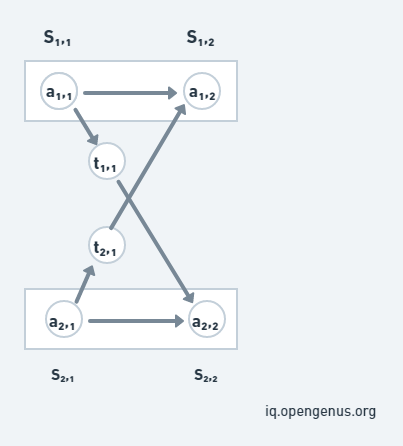 S1,1 S1,2
a1,1 a1,2
t1,1
t2,1
a2,1 a2,2
S2,1 S2,2
iq.opengenus.org